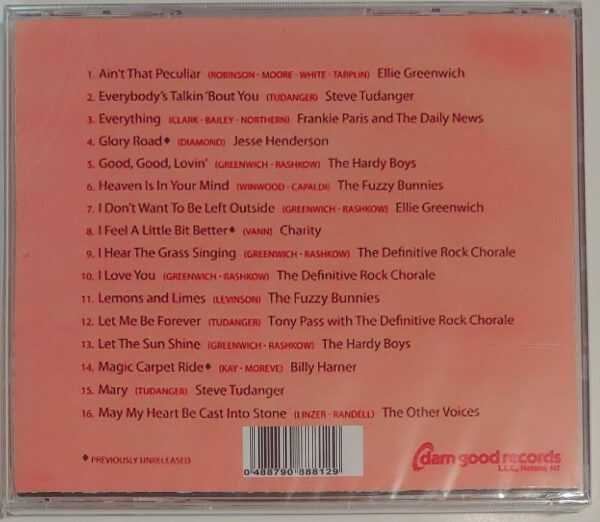 1. Ain't That Peculiar (ROBINSON • MOORE • WHITE • TARPLIN) Ellie Greenwich
2. Everybody's Talkin' 'Bout You (TUDANGER) Steve Tudanger
3. Everything (CLARK • BAILEY • NORTHERN) Frankie Paris and The Daily News
4. Glory Road♦ (DIAMOND) Jesse Henderson
5. Good, Good, Lovin' (GREENWICH • RASHKOW) The Hardy Boys
6. Heaven Is In Your Mind (WINWOOD • CAPALDI) The Fuzzy Bunnies
7. I Don't Want To Be Left Outside (GREENWICH • RASHKOW) Ellie Greenwich
8. I Feel A Little Bit Better♦ (VANN) Charity
9. I Hear The Grass Singing (GREENWICH • RASHKOW) The Definitive Rock Chorale
10. I Love You (GREENWICH • RASHKOW) The Definitive Rock Chorale
11. Lemons and Limes (LEVINSON) The Fuzzy Bunnies
12. Let Me Be Forever (TUDANGER) Tony Pass with The Definitive Rock Chorale
13. Let The Sun Shine (GREENWICH • RASHKOW) The Hardy Boys
14. Magic Carpet Ride♦ (KAY • MOREVE) Billy Harner
15. Mary (TUDANGER) Steve Tudanger
16. May My Heart Be Cast Into Stone (LINZER • RANDELL) The Other Voices
♦ PREVIOUSLY UNRELEASED
0 488790 888129
dam good records
L.L.C.